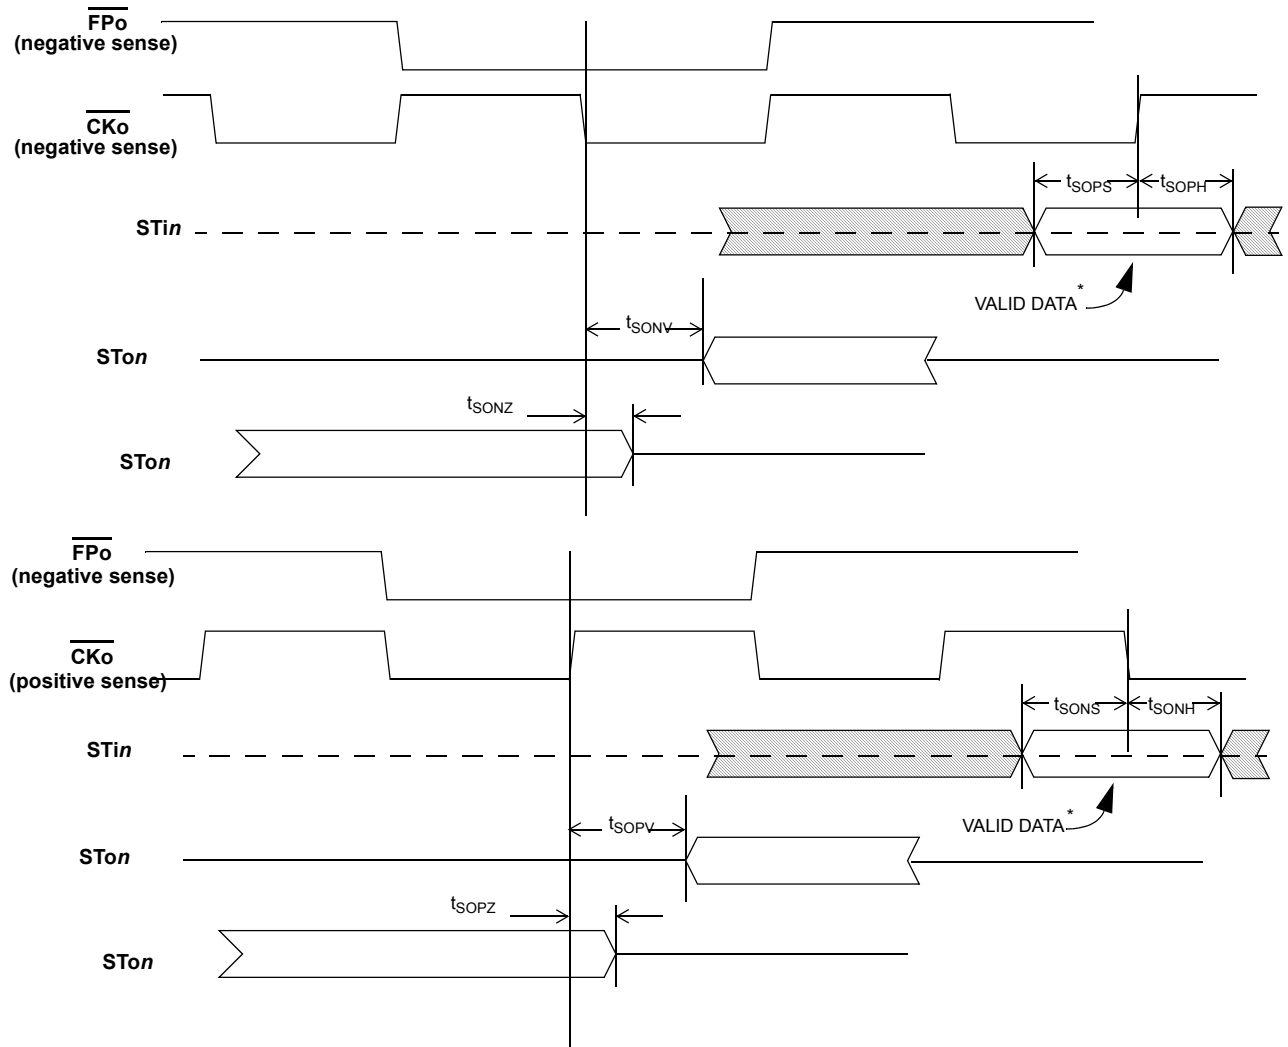 FPo
(negative sense)
CKo
(negative sense)
tSOPS
tSOPH
STin
VALID DATA*
tSONV
STon
tSONZ
STon
FPo
(negative sense)
CKo
(positive sense)
tSONS
tSONH
STin
VALID DATA*
tSOPV
STon
tSOPZ
STon